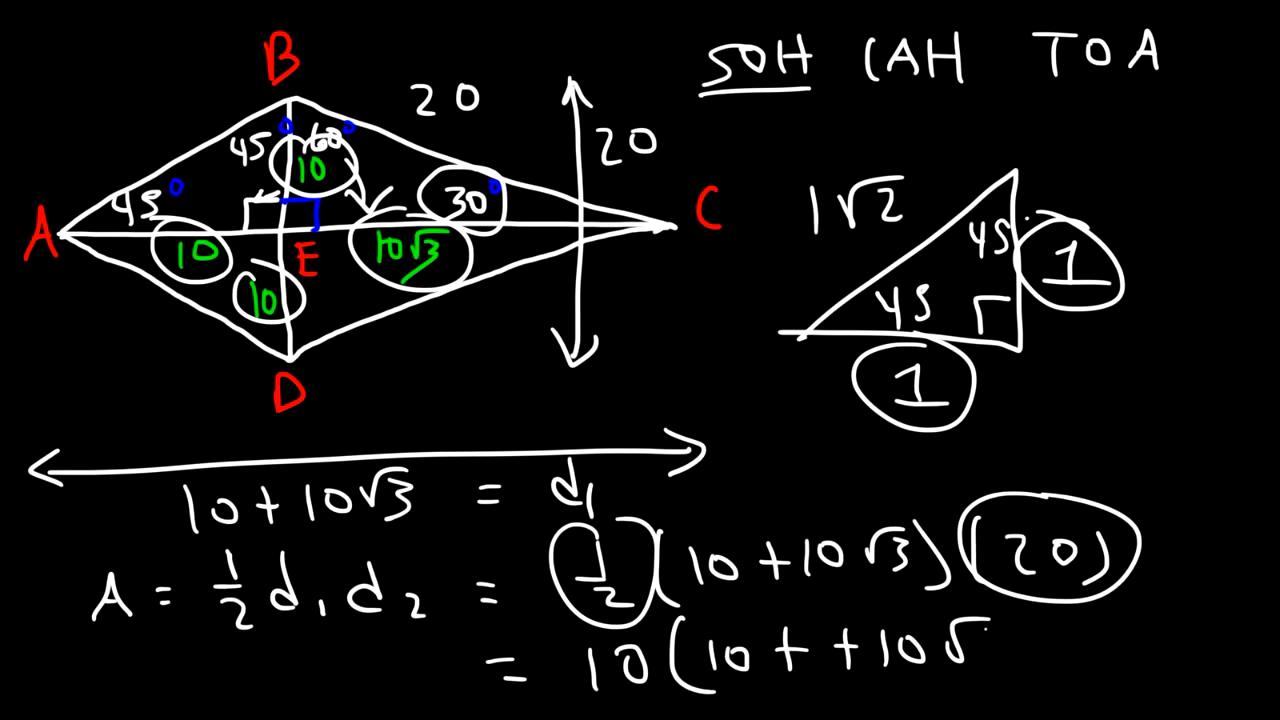 B
20
SOH CAH TOA
45° 60°
10
20
45° 30°
A
C
10 E 10√3
10
D
1√2
45
1
45
1
10 + 10√3 = d₁
A = 1/2 d₁ d₂ = 1/2 (10 + 10√3) (20)
= 10 (10 + + 10√